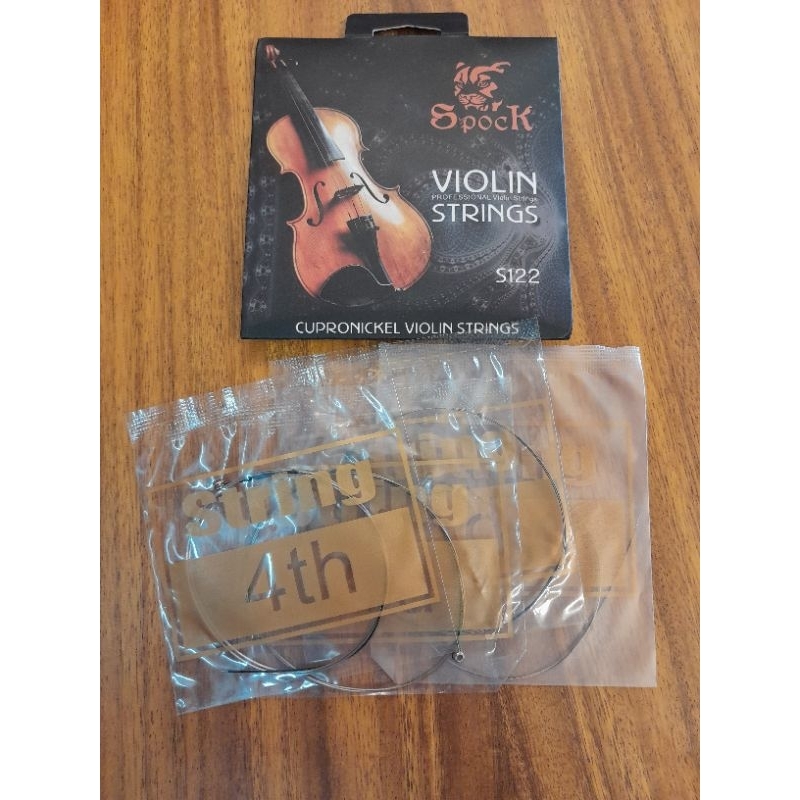 Spock
VIOLIN
PROFESSIONAL Violin Strings
STRINGS
S122
CUPRONICKEL VIOLIN STRINGS
String
4th